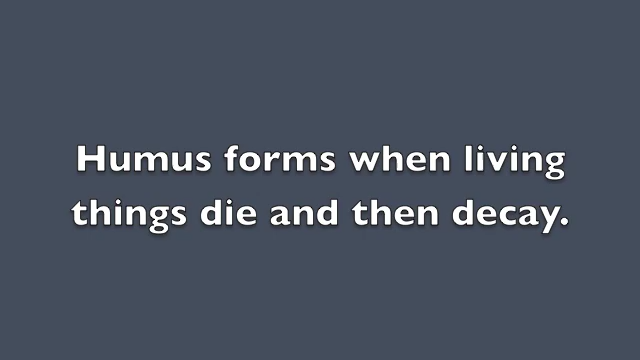 Humus forms when living
things die and then decay.